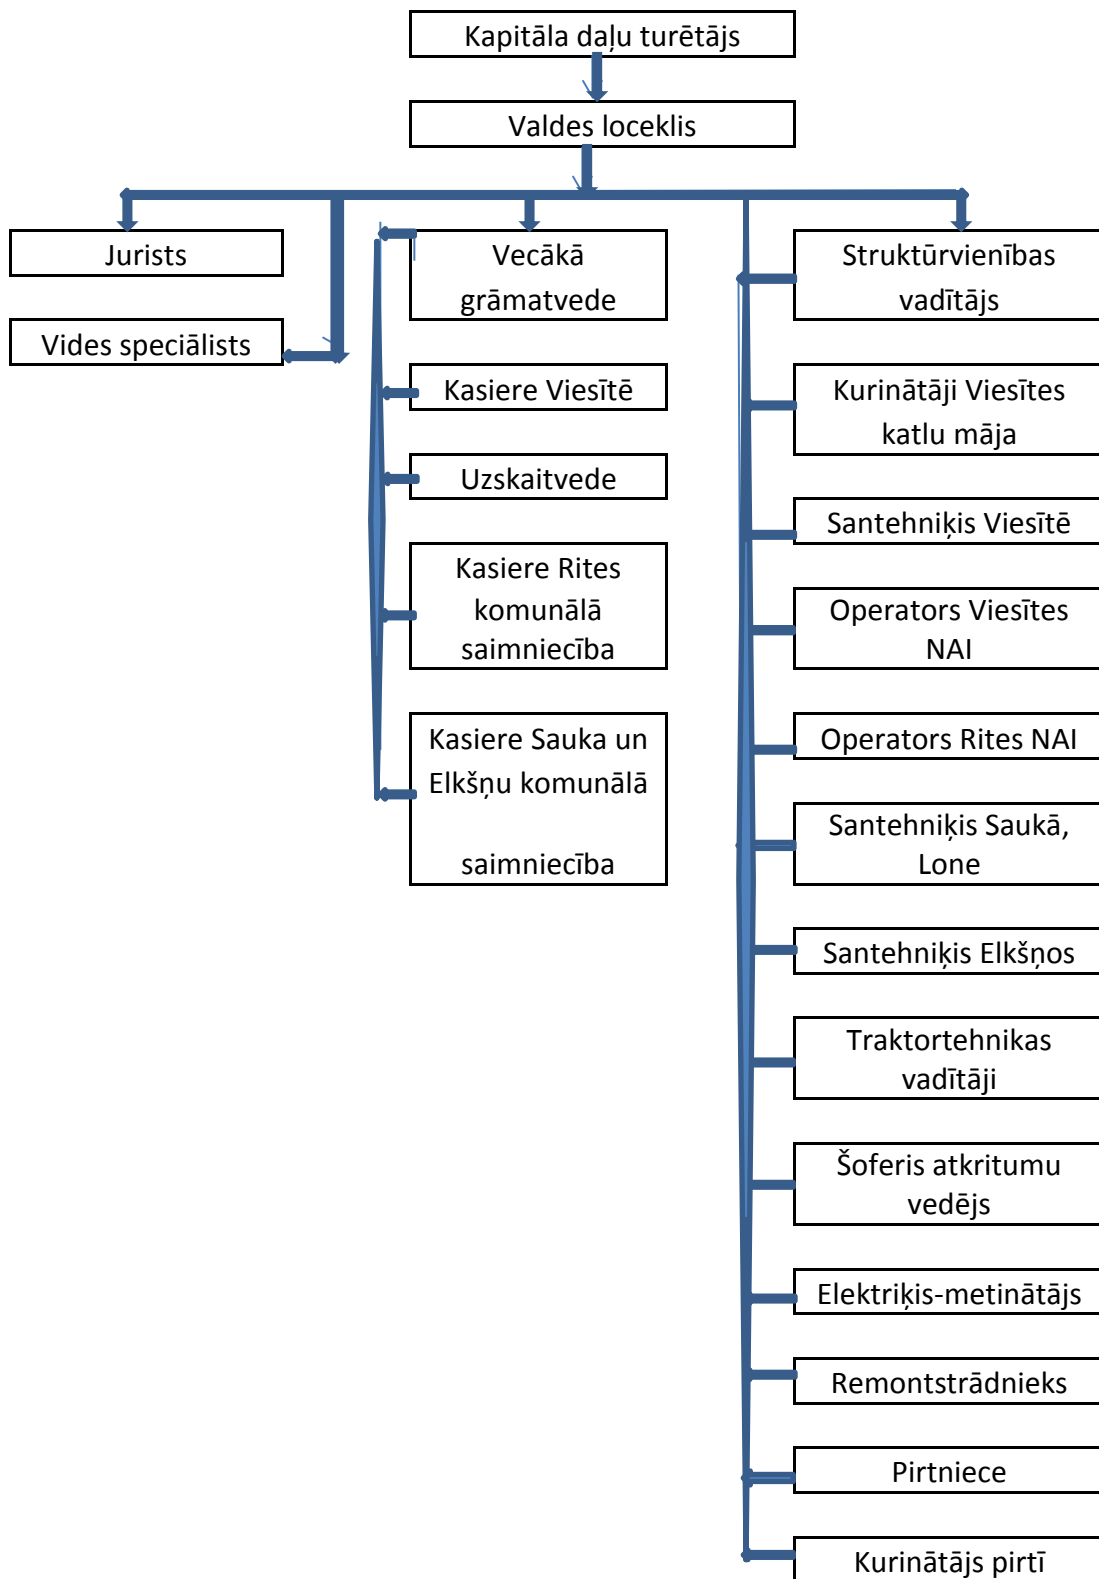 Kapitāla daļu turētājs
Valdes loceklis
Jurists
Vides speciālists
Vecākā
grāmatvede
Kasiere Viesītē
Uzskaitvede
Kasiere Rites
komunālā
saimniecība
Kasiere Sauka un
Elkšņu komunālā
saimniecība
Struktūrvienības
vadītājs
Kurinātāji Viesītes
katlu māja
Santehniķis Viesītē
Operators Viesītes
NAI
Operators Rites NAI
Santehniķis Saukā,
Lone
Santehniķis Elkšņos
Traktortehnikas
vadītāji
Šoferis atkritumu
vedējs
Elektriķis-metinātājs
Remontstrādnieks
Pirtniece
Kurinātājs pirtī